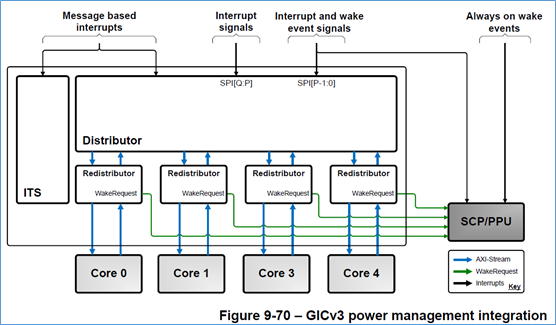 Message based
interrupts
Interrupt
signals
Interrupt and wake
event signals
Always on wake
events
SPI[Q:P]
SPI[P-1:0]
Distributor
ITS
Redistributor
WakeRequest
Redistributor
WakeRequest
Redistributor
WakeRequest
Redistributor
WakeRequest
SCP/PPU
Core 0
Core 1
Core 3
Core 4
AXI-Stream
WakeRequest
Interrupts
Key
Figure 9-70 – GICv3 power management integration